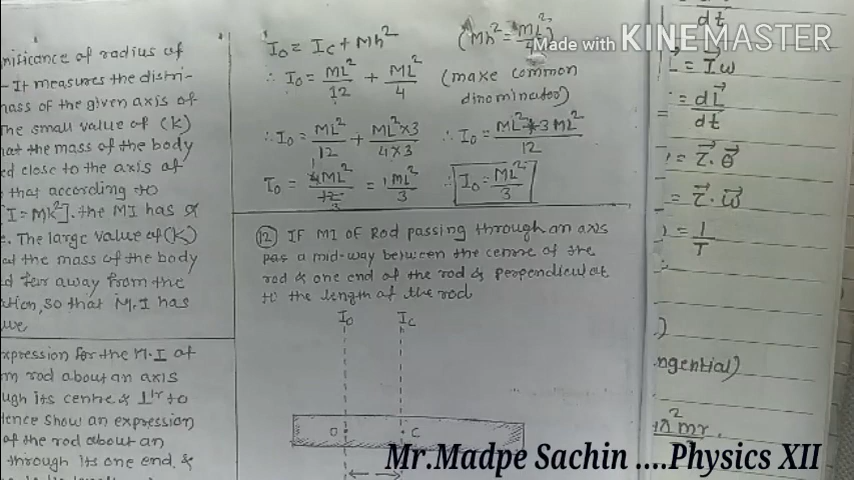 nificance of radius of
- It measures the distri-
mass of the given axis of
The small value of (K)
hat the mass of the body
ed close to the axis of
that according to
[I = MK²]. the MI has
e. The large value of (K)
at the mass of the body
d far away from the
ation, so that M.I has
xpression for the M.I of
m rod about an axis
ugh its centre & ⊥ʳ to
Hence show an expression
of the rod about an
through its one end. &
I₀ = Ic + Mh²
∴ I₀ = ML²/12 + ML²/4 (make common
dinominator)
∴ I₀ = ML²/12 + ML²×3/4×3 ∴ I₀ = ML²+3ML²/12
I₀ = 4ML²/12 = 1ML²/3 ∴ I₀ = ML²/3
(12) IF MI OF Rod passing through an axis
pas a mid-way between the centre of the
rod & one end of the rod & perpendicular
to the length of the rod
I₀ Ic
O C
dt
L = Iω
= dL/dt
= τ · θ
= τ · ω
= 1/T
ngential)
π² mr.
Made with KINEMASTER
Mr.Madpe Sachin ....Physics XII